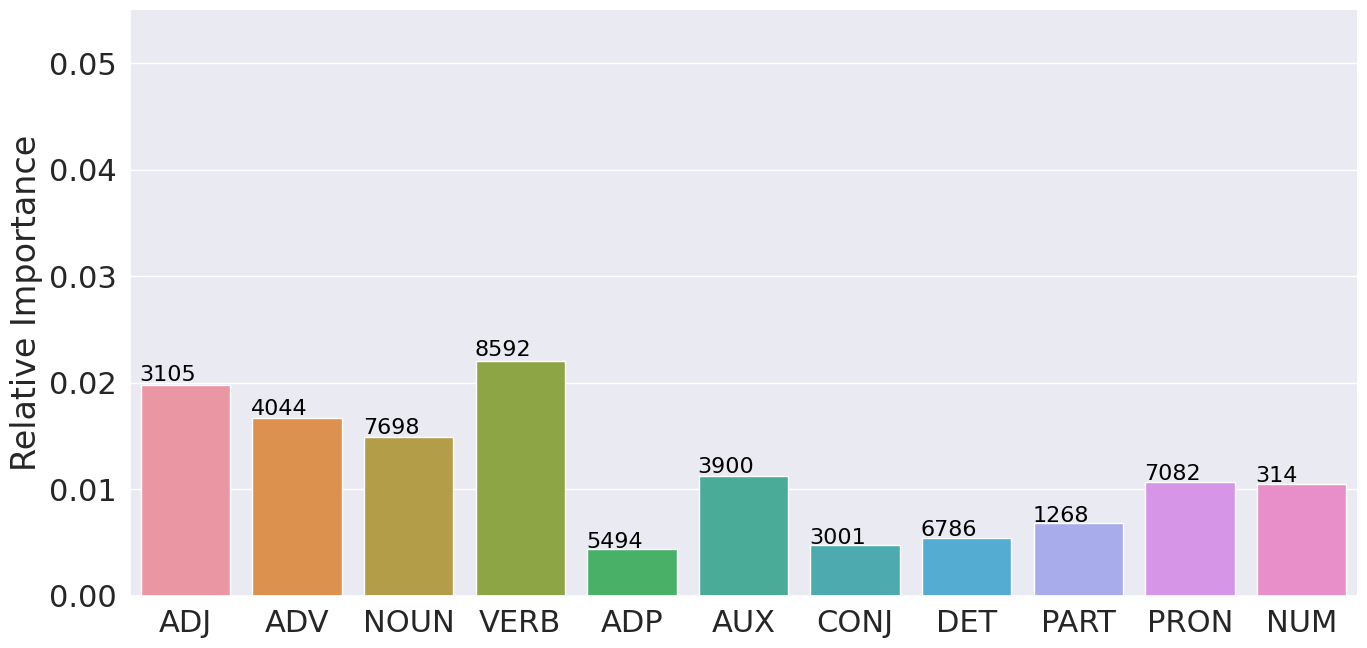 Relative Importance
0.05
0.04
0.03
0.02
0.01
0.00
3105
4044
7698
8592
5494
3900
3001
6786
1268
7082
314
ADJ
ADV
NOUN
VERB
ADP
AUX
CONJ
DET
PART
PRON
NUM